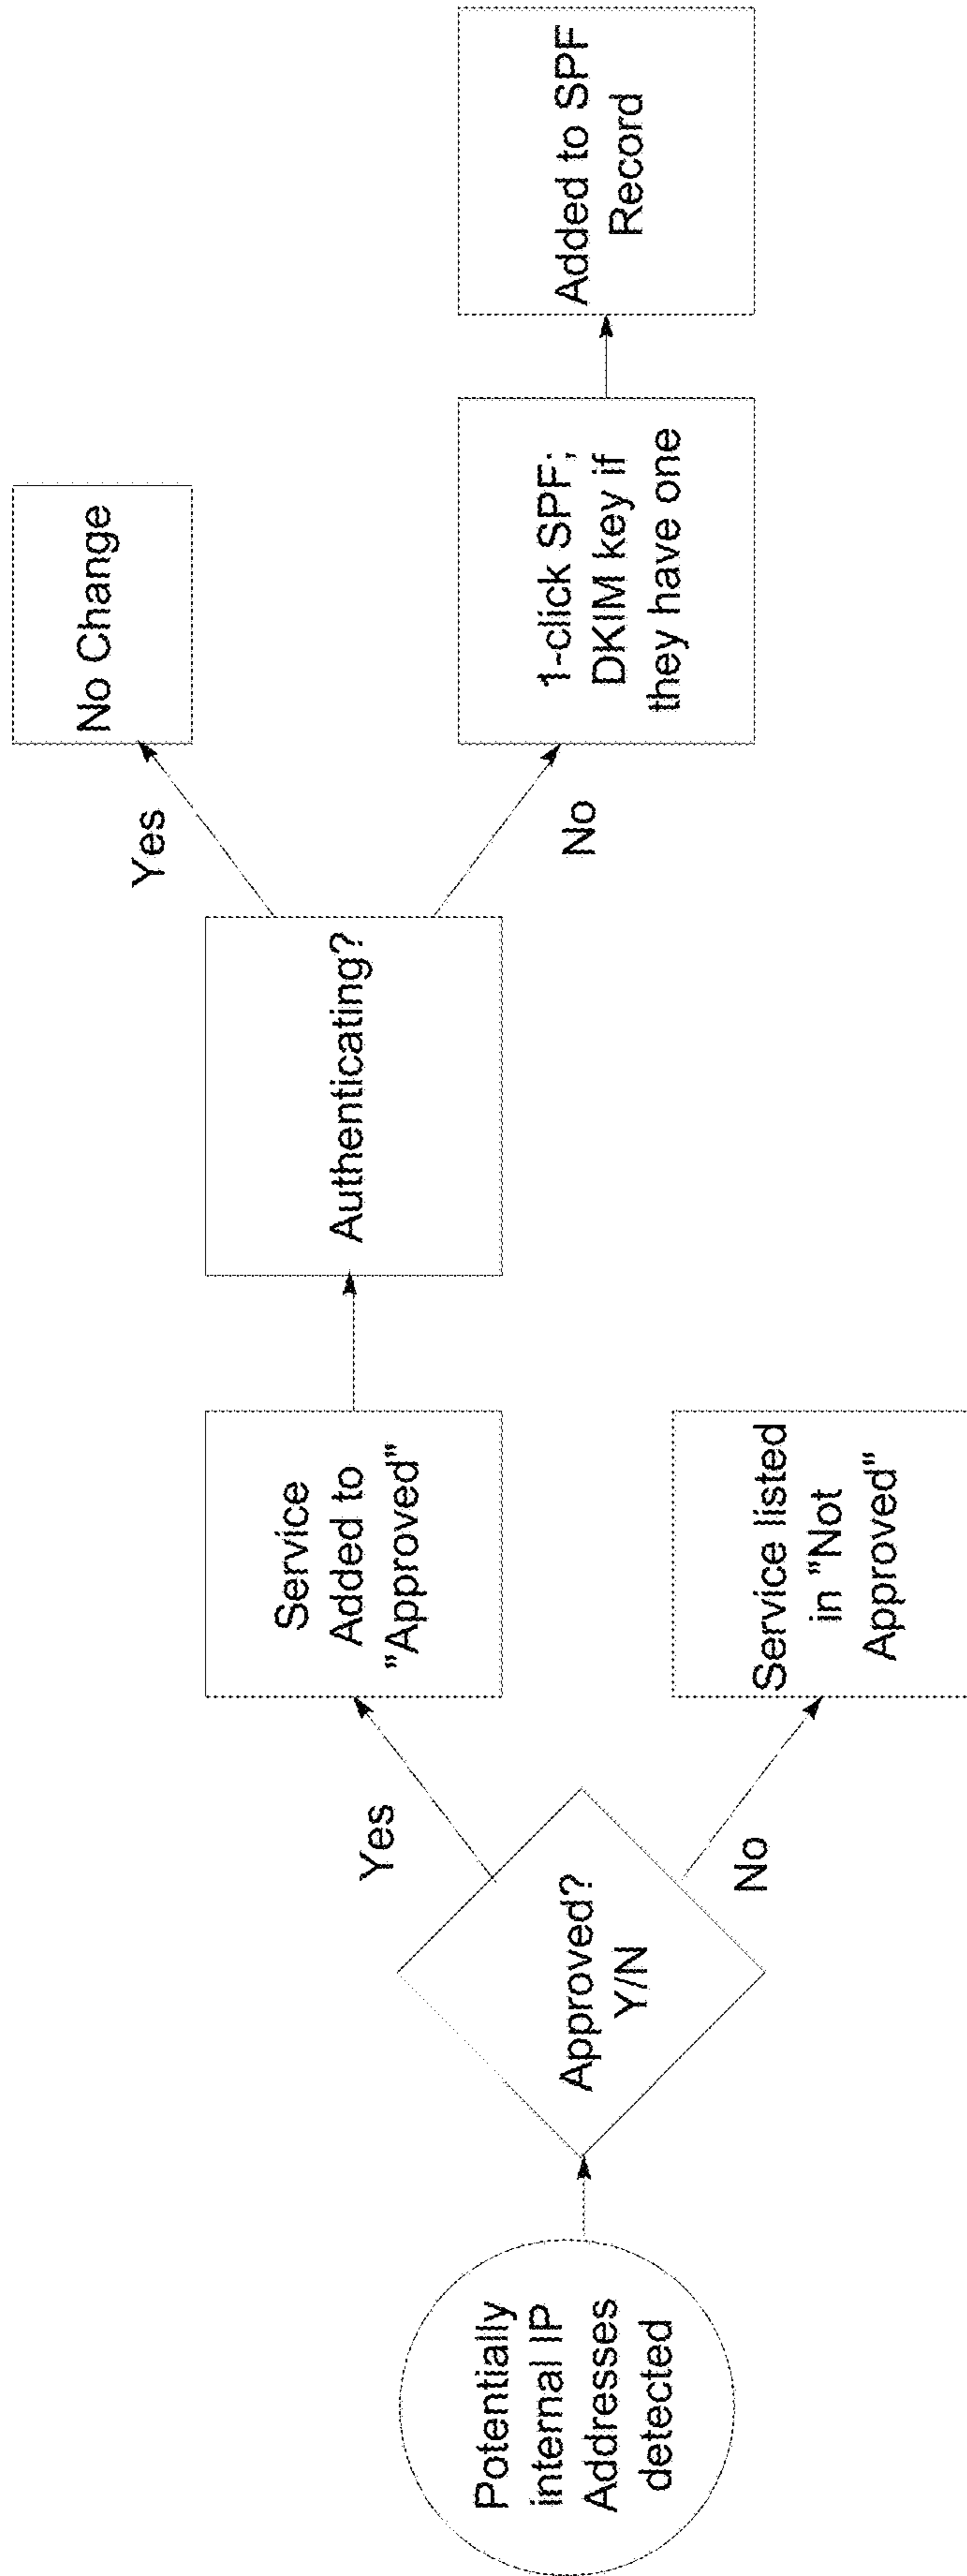 Potentially
internal IP
Addresses
detected
Approved?
Y/N
Yes
No
Service
Added to
"Approved"
Service listed
in "Not
Approved"
Authenticating?
Yes
No
No Change
1-click SPF;
DKIM key if
they have one
Added to SPF
Record